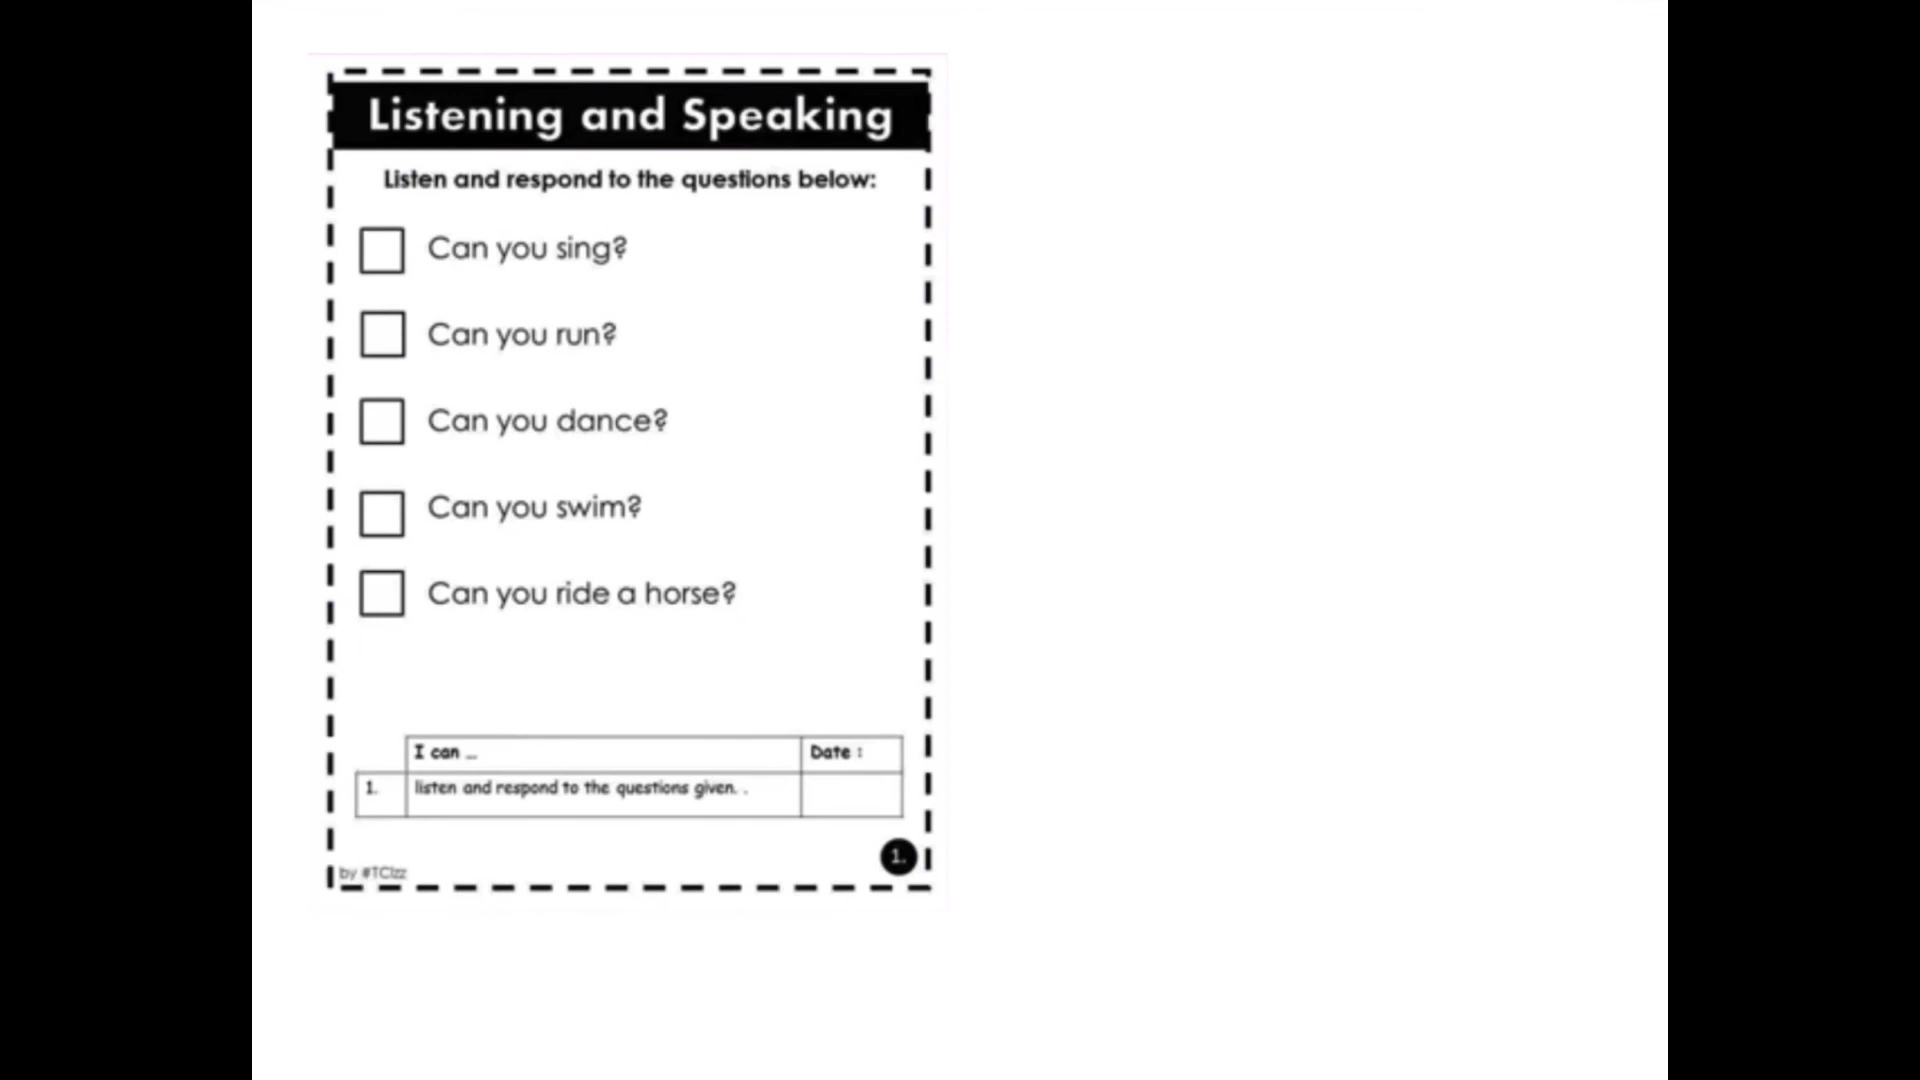 Listening and Speaking
Listen and respond to the questions below:
Can you sing?
Can you run?
Can you dance?
Can you swim?
Can you ride a horse?
I can ... Date :
1. listen and respond to the questions given. .
1.
by #TCIzz